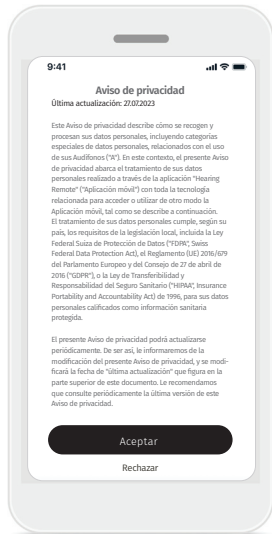 9:41
Aviso de privacidad
Última actualización: 27.07.2023
Este Aviso de privacidad describe cómo se recogen y
procesan sus datos personales, incluyendo categorías
especiales de datos personales, relacionados con el uso
de sus Audífonos ("A"). En este contexto, el presente Aviso
de privacidad abarca el tratamiento de sus datos
personales realizado a través de la aplicación "Hearing
Remote" ("Aplicación móvil") con toda la tecnología
relacionada para acceder o utilizar de otro modo la
Aplicación móvil, tal como se describe a continuación.
El tratamiento de sus datos personales cumple, según su
país, los requisitos de la legislación local, incluida la Ley
Federal Suiza de Protección de Datos ("FDPA", Swiss
Federal Data Protection Act), el Reglamento (UE) 2016/679
del Parlamento Europeo y del Consejo de 27 de abril de
2016 ("GDPR"), o la Ley de Transferibilidad y
Responsabilidad del Seguro Sanitario ("HIPAA", Insurance
Portability and Accountability Act) de 1996, para sus datos
personales calificados como información sanitaria
protegida.
El presente Aviso de privacidad podrá actualizarse
periódicamente. De ser así, le informaremos de la
modificación del presente Aviso de privacidad, y se modi-
ficará la fecha de "última actualización" que figura en la
parte superior de este documento. Le recomendamos
que consulte periódicamente la última versión de este
Aviso de privacidad.
Aceptar
Rechazar